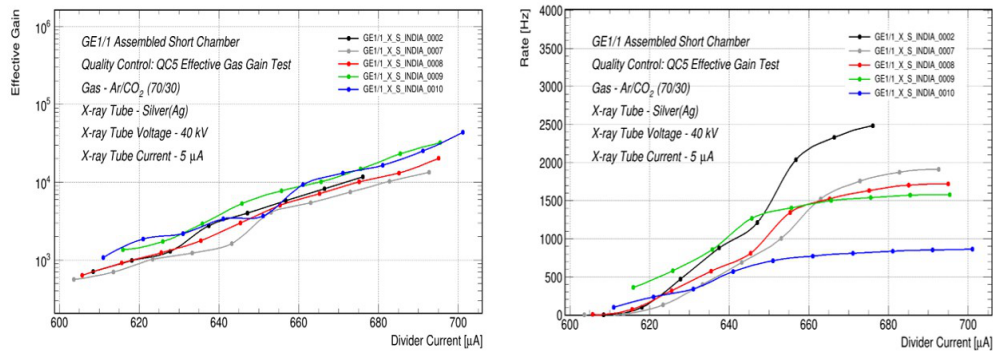 Effective Gain
10^6
10^5
10^4
10^3
GE1/1 Assembled Short Chamber
Quality Control: QC5 Effective Gas Gain Test
Gas - Ar/CO2 (70/30)
X-ray Tube - Silver(Ag)
X-ray Tube Voltage - 40 kV
X-ray Tube Current - 5 μA
GE1/1_X_S_INDIA_0002
GE1/1_X_S_INDIA_0007
GE1/1_X_S_INDIA_0008
GE1/1_X_S_INDIA_0009
GE1/1_X_S_INDIA_0010
600 620 640 660 680 700
Divider Current [μA]
Rate [Hz]
4000
3500
3000
2500
2000
1500
1000
500
0
GE1/1 Assembled Short Chamber
Quality Control: QC5 Effective Gas Gain Test
Gas - Ar/CO2 (70/30)
X-ray Tube - Silver(Ag)
X-ray Tube Voltage - 40 kV
X-ray Tube Current - 5 μA
GE1/1_X_S_INDIA_0002
GE1/1_X_S_INDIA_0007
GE1/1_X_S_INDIA_0008
GE1/1_X_S_INDIA_0009
GE1/1_X_S_INDIA_0010
600 620 640 660 680 700
Divider Current [μA]